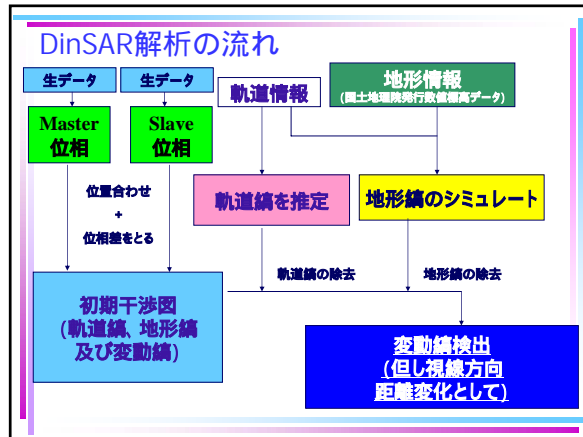 DinSAR解析の流れ
生データ
生データ
軌道情報
地形情報
(国土地理院発行数値標高データ)
Master
位相
Slave
位相
位置合わせ
+
位相差をとる
軌道縞を推定
地形縞のシミュレート
軌道縞の除去
地形縞の除去
初期干渉図
(軌道縞、地形縞
及び変動縞)
変動縞検出
(但し視線方向
距離変化として)